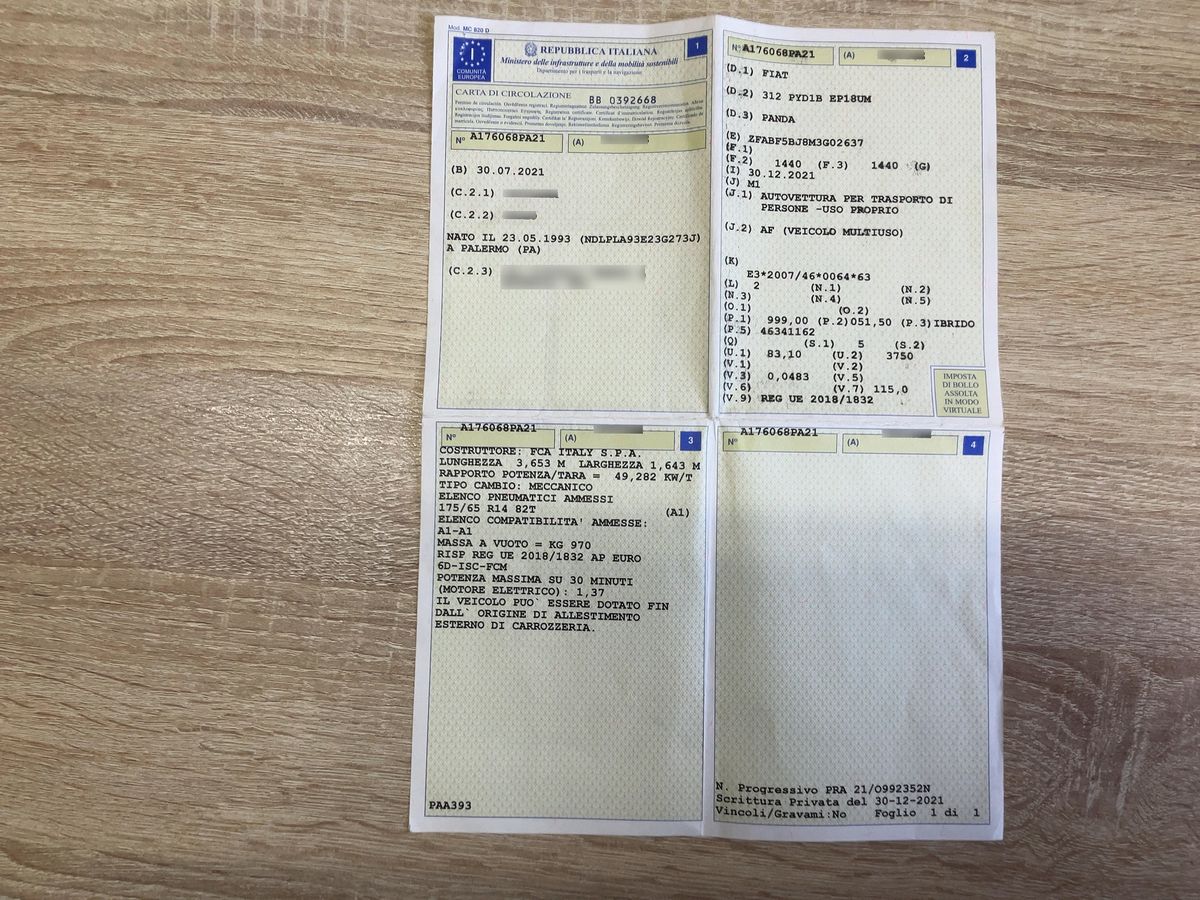 Mod. MC 820 D
COMUNITÀ
EUROPEA
REPUBBLICA ITALIANA
1
Ministero delle infrastrutture e della mobilità sostenibili
Dipartimento per i trasporti e la navigazione
CARTA DI CIRCOLAZIONE
BB 0392668
N° A176068PA21
(A)
(B) 30.07.2021
(C.2.1)
(C.2.2)
NATO IL 23.05.1993 (NDLPLA93E23G273J)
A PALERMO (PA)
(C.2.3)
N° A176068PA21
(A)
2
(D.1) FIAT
(D.2) 312 PYD1B EP18UM
(D.3) PANDA
(E) ZFABF5BJ8M3G02637
(F.1)
(F.2) 1440 (F.3) 1440 (G)
(I) 30.12.2021
(J) M1
(J.1) AUTOVETTURA PER TRASPORTO DI
PERSONE -USO PROPRIO
(J.2) AF (VEICOLO MULTIUSO)
(K)
E3*2007/46*0064*63
(L) 2 (N.1) (N.2)
(N.3) (N.4) (N.5)
(O.1) (O.2)
(P.1) 999,00 (P.2)051,50 (P.3)IBRIDO
(P.5) 46341162
(Q) (S.1) 5 (S.2)
(U.1) 83,10 (U.2) 3750
(V.1) (V.2)
(V.3) 0,0483 (V.5)
(V.6) (V.7) 115,0
(V.9) REG UE 2018/1832
IMPOSTA
DI BOLLO
ASSOLTA
IN MODO
VIRTUALE
N° A176068PA21
(A)
3
COSTRUTTORE: FCA ITALY S.P.A.
LUNGHEZZA 3,653 M LARGHEZZA 1,643 M
RAPPORTO POTENZA/TARA = 49,282 KW/T
TIPO CAMBIO: MECCANICO
ELENCO PNEUMATICI AMMESSI
175/65 R14 82T (A1)
ELENCO COMPATIBILITA' AMMESSE:
A1-A1
MASSA A VUOTO = KG 970
RISP REG UE 2018/1832 AP EURO
6D-ISC-FCM
POTENZA MASSIMA SU 30 MINUTI
(MOTORE ELETTRICO): 1,37
IL VEICOLO PUO` ESSERE DOTATO FIN
DALL` ORIGINE DI ALLESTIMENTO
ESTERNO DI CARROZZERIA.
PAA393
N° A176068PA21
(A)
4
N. Progressivo PRA 21/O992352N
Scrittura Privata del 30-12-2021
Vincoli/Gravami:No Foglio 1 di 1